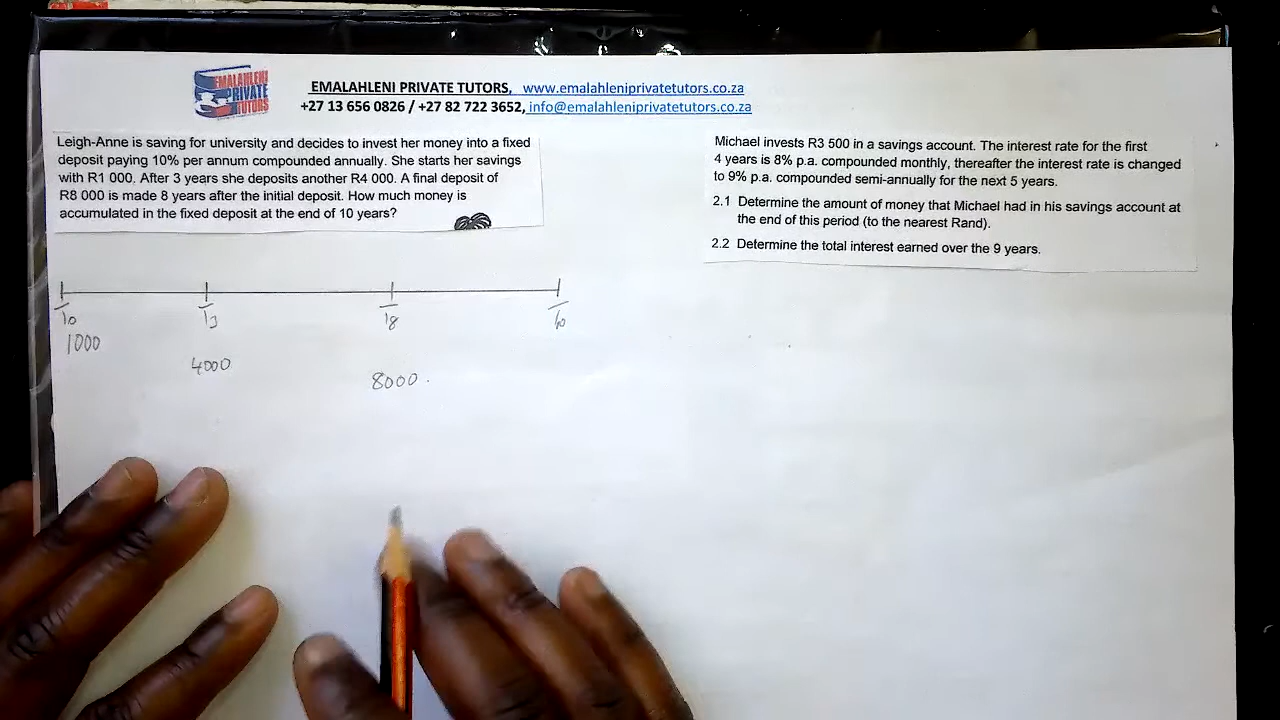 EMALAHLENI
PRIVATE
TUTORS
EMALAHLENI PRIVATE TUTORS, www.emalahleniprivatetutors.co.za
+27 13 656 0826 / +27 82 722 3652, info@emalahleniprivatetutors.co.za
Leigh-Anne is saving for university and decides to invest her money into a fixed
deposit paying 10% per annum compounded annually. She starts her savings
with R1 000. After 3 years she deposits another R4 000. A final deposit of
R8 000 is made 8 years after the initial deposit. How much money is
accumulated in the fixed deposit at the end of 10 years?
Michael invests R3 500 in a savings account. The interest rate for the first
4 years is 8% p.a. compounded monthly, thereafter the interest rate is changed
to 9% p.a. compounded semi-annually for the next 5 years.
2.1 Determine the amount of money that Michael had in his savings account at
the end of this period (to the nearest Rand).
2.2 Determine the total interest earned over the 9 years.
T0 T3 T8 T10
1000
4000
8000.